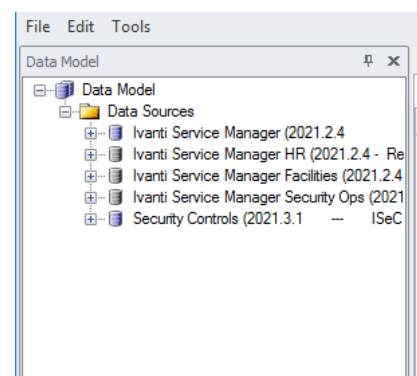 File Edit Tools
Data Model
Data Model
Data Sources
Ivanti Service Manager (2021.2.4
Ivanti Service Manager HR (2021.2.4 - Re
Ivanti Service Manager Facilities (2021.2.4
Ivanti Service Manager Security Ops (2021
Security Controls (2021.3.1 --- ISeC